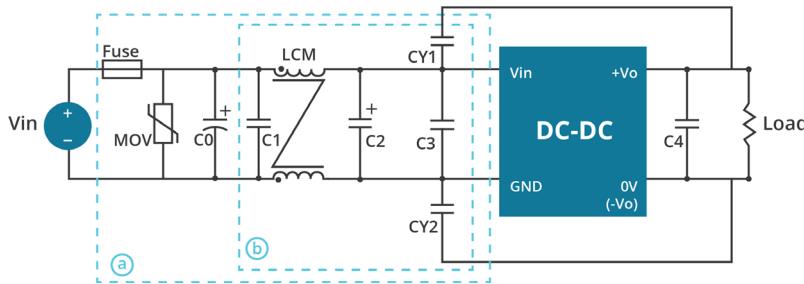 Fuse
LCM
CY1
Vin
+
−
MOV
+
C0
C1
+
C2
C3
Vin
+Vo
DC-DC
GND
0V
(-Vo)
C4
Load
CY2
a
b